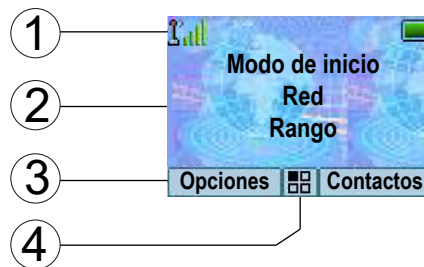 1
Modo de inicio
2
Red
Rango
3
Opciones Contactos
4